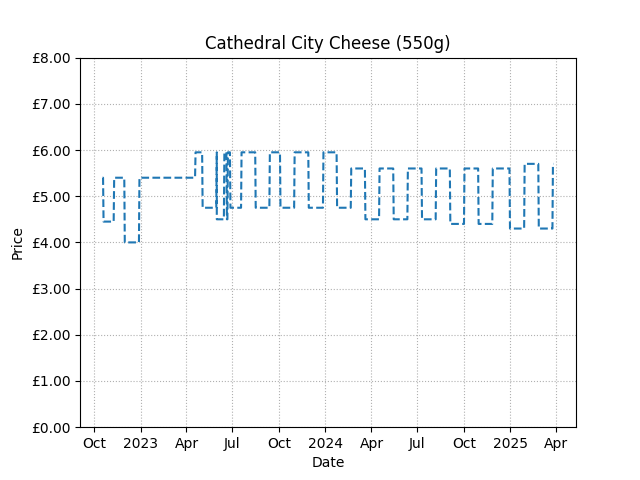 Cathedral City Cheese (550g)
£8.00
£7.00
£6.00
£5.00
£4.00
£3.00
£2.00
£1.00
£0.00
Price
Oct 2023 Apr Jul Oct 2024 Apr Jul Oct 2025 Apr
Date